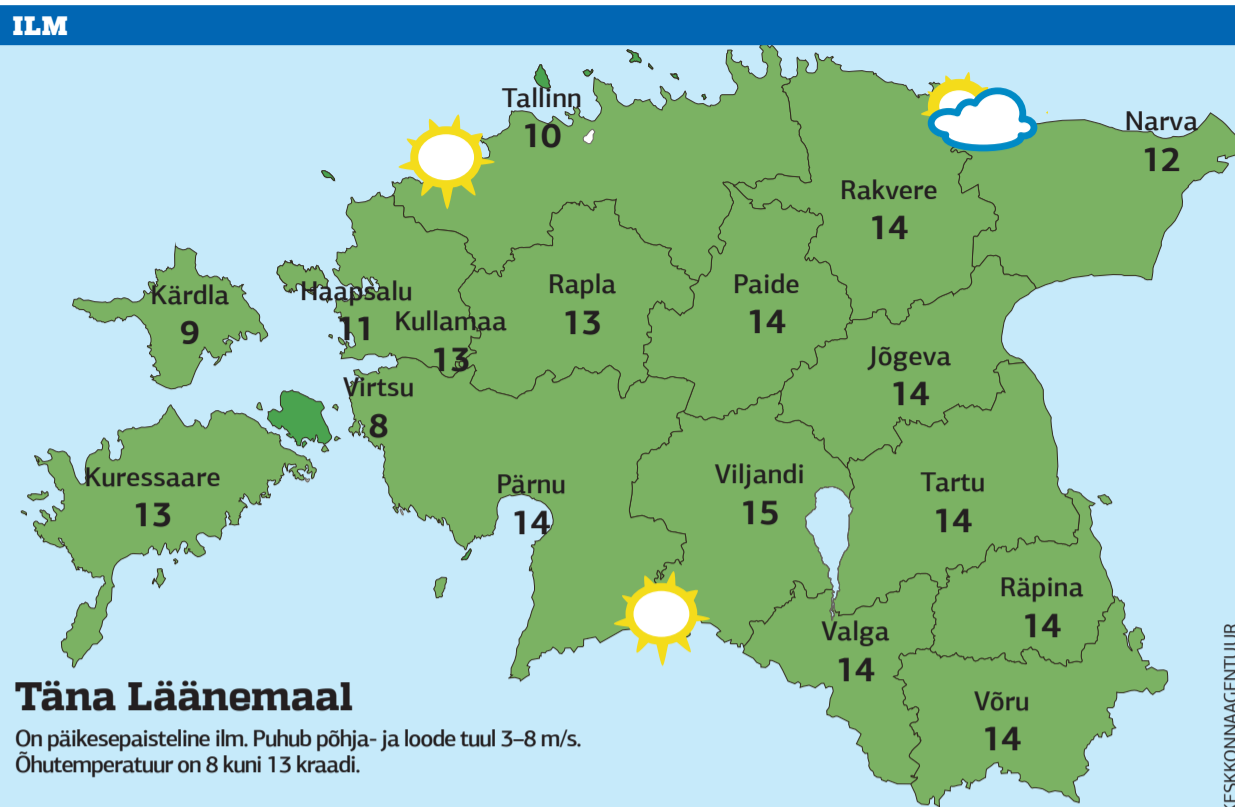 ILM
Tallinn
10
Narva
12
Rakvere
14
Kärdla
9
Haapsalu
11
Kullamaa
13
Rapla
13
Paide
14
Jõgeva
14
Virtsu
8
Kuressaare
13
Pärnu
14
Viljandi
15
Tartu
14
Räpina
14
Valga
14
Võru
14
Täna Läänemaal
On päikesepaisteline ilm. Puhub põhja- ja loode tuul 3–8 m/s.
Õhutemperatuur on 8 kuni 13 kraadi.
KESKKONNAAGENTUUR